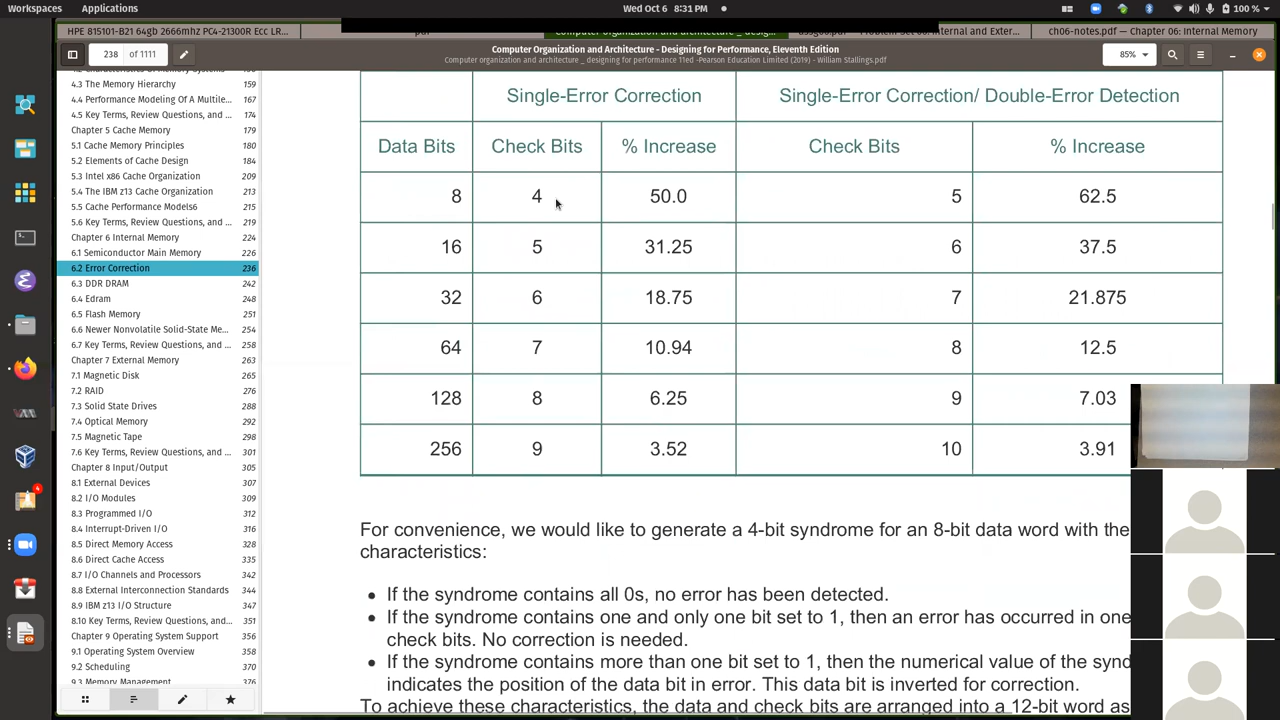 Workspaces Applications Wed Oct 6 8:31 PM 100 %
HPE 815101-B21 64gb 2666mhz PC4-21300R Ecc LR...
ch06-notes.pdf — Chapter 06: Internal Memory
238 of 1111
Computer Organization and Architecture - Designing for Performance, Eleventh Edition
Computer organization and architecture _ designing for performance 11ed -Pearson Education Limited (2019) - William Stallings.pdf
85%
4.3 The Memory Hierarchy 159
4.4 Performance Modeling Of A Multile... 167
4.5 Key Terms, Review Questions, and ... 174
Chapter 5 Cache Memory 179
5.1 Cache Memory Principles 180
5.2 Elements of Cache Design 184
5.3 Intel x86 Cache Organization 209
5.4 The IBM z13 Cache Organization 213
5.5 Cache Performance Models6 215
5.6 Key Terms, Review Questions, and ... 219
Chapter 6 Internal Memory 224
6.1 Semiconductor Main Memory 226
6.2 Error Correction 236
6.3 DDR DRAM 242
6.4 Edram 248
6.5 Flash Memory 251
6.6 Newer Nonvolatile Solid-State Me... 254
6.7 Key Terms, Review Questions, and ... 258
Chapter 7 External Memory 263
7.1 Magnetic Disk 265
7.2 RAID 276
7.3 Solid State Drives 288
7.4 Optical Memory 292
7.5 Magnetic Tape 298
7.6 Key Terms, Review Questions, and ... 301
Chapter 8 Input/Output 305
8.1 External Devices 307
8.2 I/O Modules 309
8.3 Programmed I/O 312
8.4 Interrupt-Driven I/O 316
8.5 Direct Memory Access 328
8.6 Direct Cache Access 335
8.7 I/O Channels and Processors 342
8.8 External Interconnection Standards 344
8.9 IBM z13 I/O Structure 347
8.10 Key Terms, Review Questions, and... 351
Chapter 9 Operating System Support 356
9.1 Operating System Overview 358
9.2 Scheduling 370
9.3 Memory Management 376
4
Single-Error Correction Single-Error Correction/ Double-Error Detection
Data Bits Check Bits % Increase Check Bits % Increase
8 4 50.0 5 62.5
16 5 31.25 6 37.5
32 6 18.75 7 21.875
64 7 10.94 8 12.5
128 8 6.25 9 7.03
256 9 3.52 10 3.91
For convenience, we would like to generate a 4-bit syndrome for an 8-bit data word with the
characteristics:
• If the syndrome contains all 0s, no error has been detected.
• If the syndrome contains one and only one bit set to 1, then an error has occurred in one
check bits. No correction is needed.
• If the syndrome contains more than one bit set to 1, then the numerical value of the synd
indicates the position of the data bit in error. This data bit is inverted for correction.
To achieve these characteristics, the data and check bits are arranged into a 12-bit word as